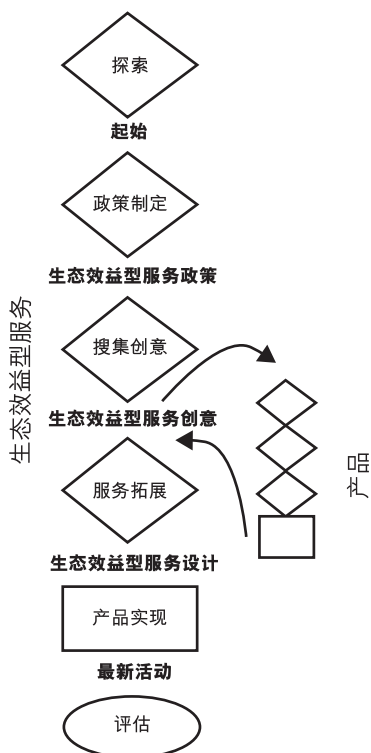 探索
起始
政策制定
生态效益型服务政策
搜集创意
生态效益型服务创意
服务拓展
生态效益型服务设计
产品实现
最新活动
评估
生态效益型服务
产品